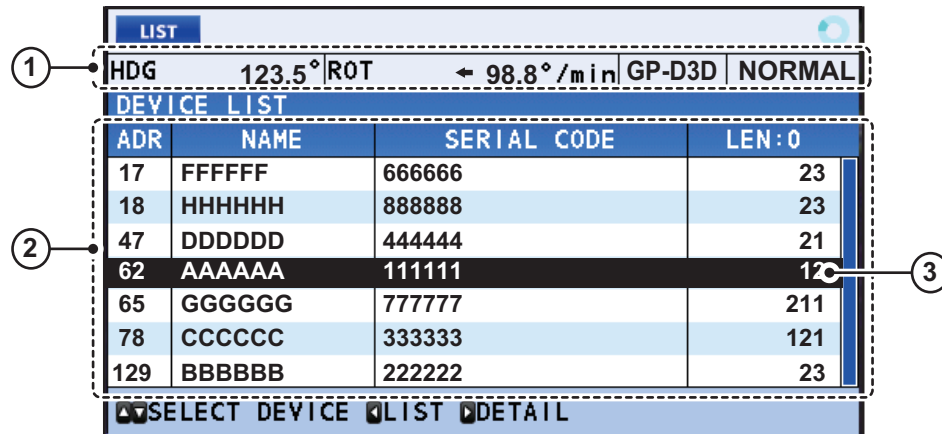 LIST
1 HDG 123.5° ROT ← 98.8°/min GP-D3D NORMAL
DEVICE LIST
ADR NAME SERIAL CODE LEN:0
17 FFFFFF 666666 23
18 HHHHHH 888888 23
2 47 DDDDDD 444444 21
62 AAAAAA 111111 12 3
65 GGGGGG 777777 211
78 CCCCCC 333333 121
129 BBBBBB 222222 23
▲▼SELECT DEVICE ◀LIST ▶DETAIL